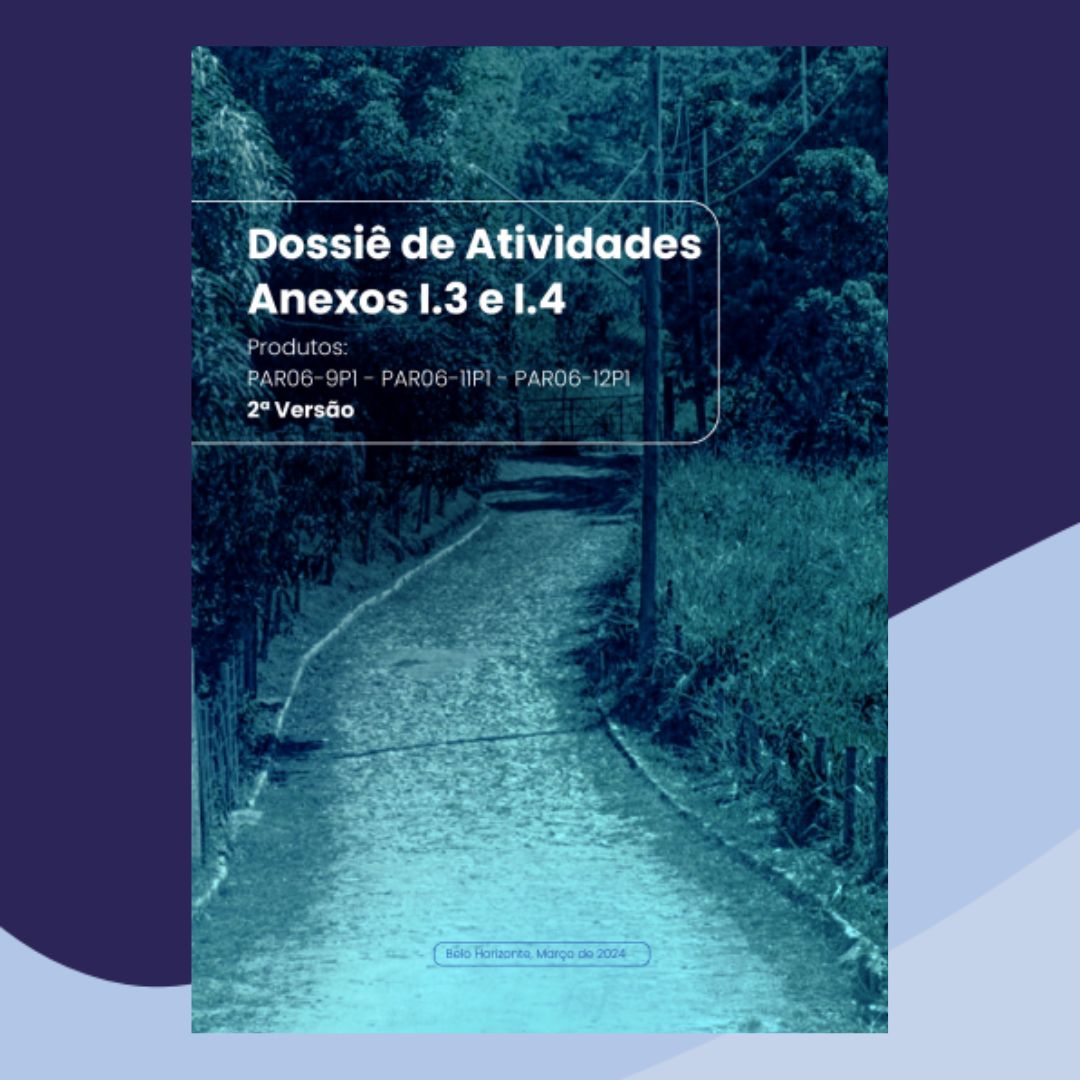 Dossiê de Atividades
Anexos I.3 e I.4
Produtos:
PAR06-9P1 - PAR06-11P1 - PAR06-12P1
2ª Versão
Belo Horizonte, Março de 2024